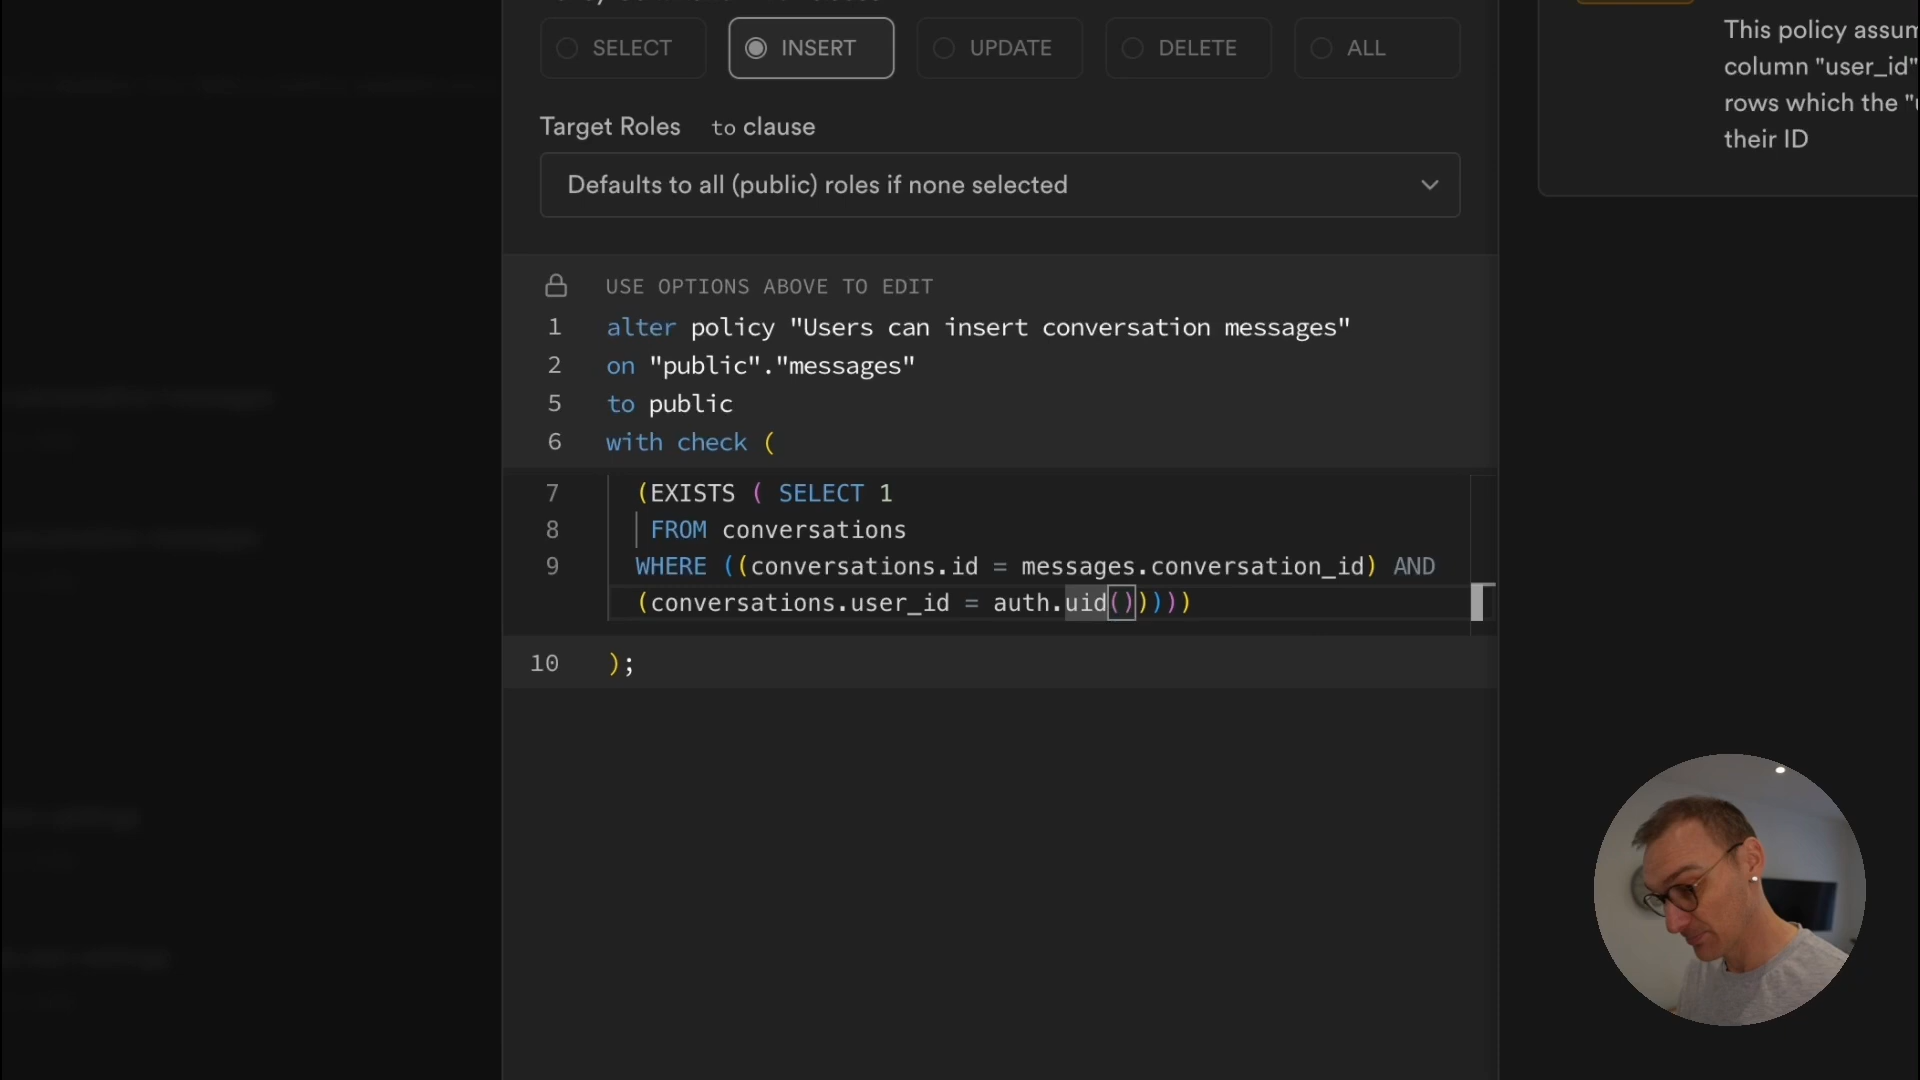 SELECT
INSERT
UPDATE
DELETE
ALL
Target Roles to clause
Defaults to all (public) roles if none selected
USE OPTIONS ABOVE TO EDIT
1 alter policy "Users can insert conversation messages"
2 on "public"."messages"
5 to public
6 with check (
7 (EXISTS ( SELECT 1
8 FROM conversations
9 WHERE ((conversations.id = messages.conversation_id) AND
(conversations.user_id = auth.uid()))))
10 );
This policy assum
column "user_id"
rows which the "u
their ID